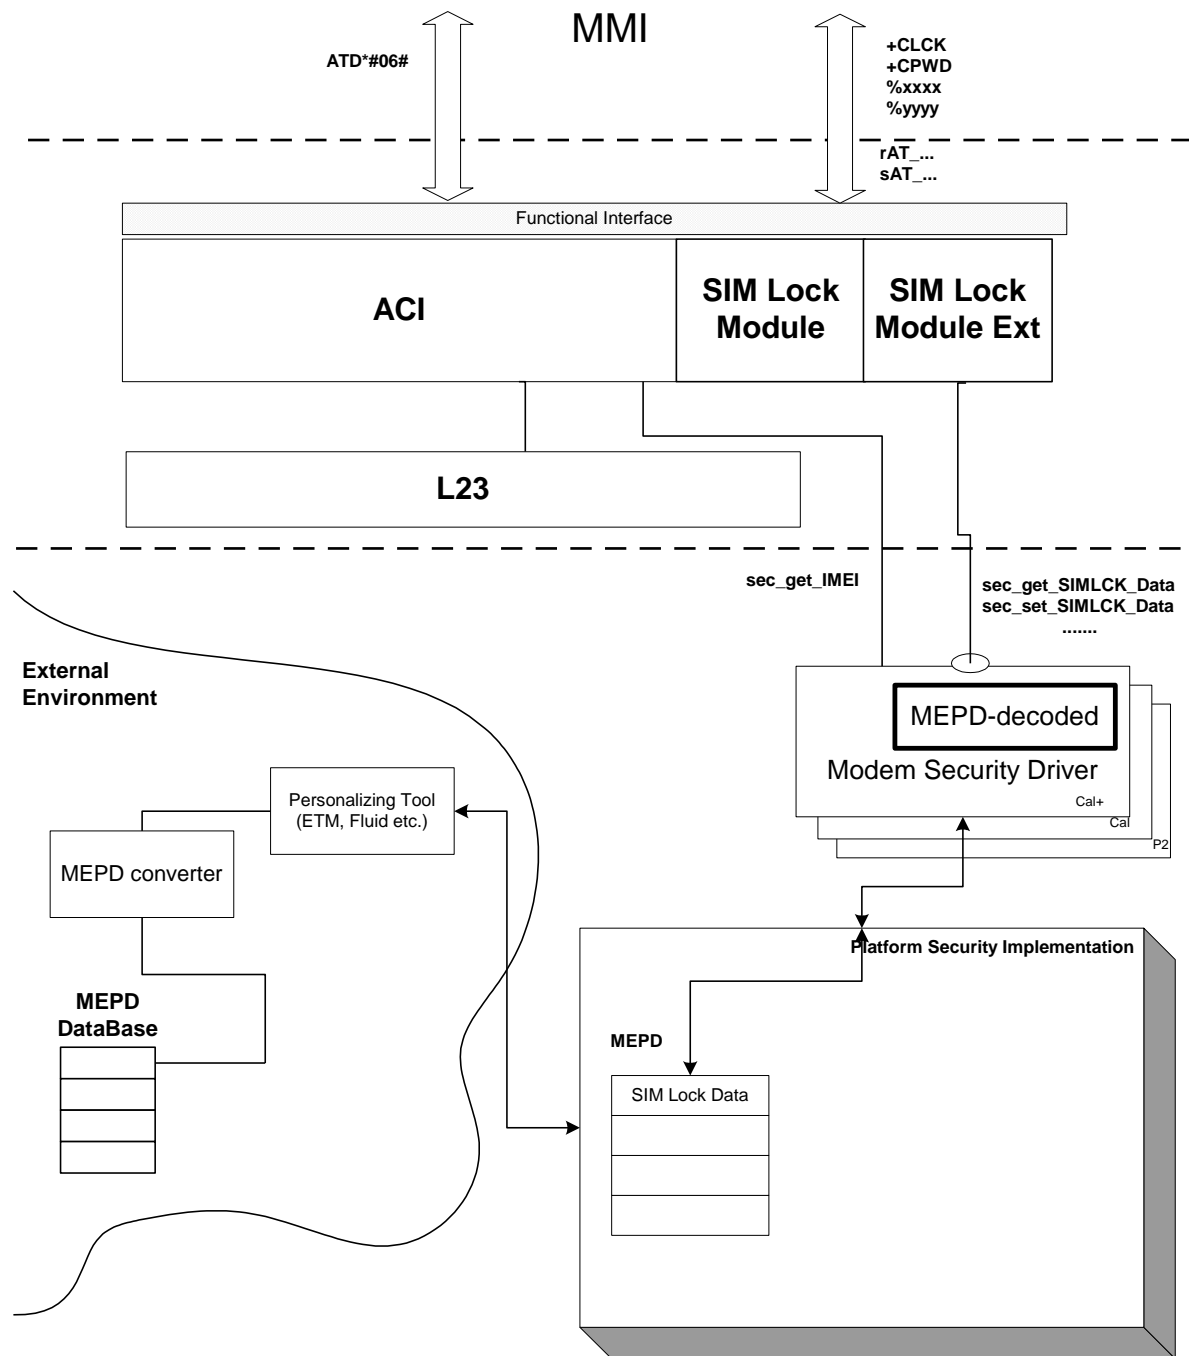 MMI
ATD*#06#
+CLCK
+CPWD
%xxxx
%yyyy
rAT_...
sAT_...
Functional Interface
ACI
SIM Lock
Module
SIM Lock
Module Ext
L23
sec_get_IMEI
sec_get_SIMLCK_Data
sec_set_SIMLCK_Data
.......
External
Environment
MEPD-decoded
Modem Security Driver
Cal+
Cal
P2
Personalizing Tool
(ETM, Fluid etc.)
MEPD converter
MEPD
DataBase
Platform Security Implementation
MEPD
SIM Lock Data